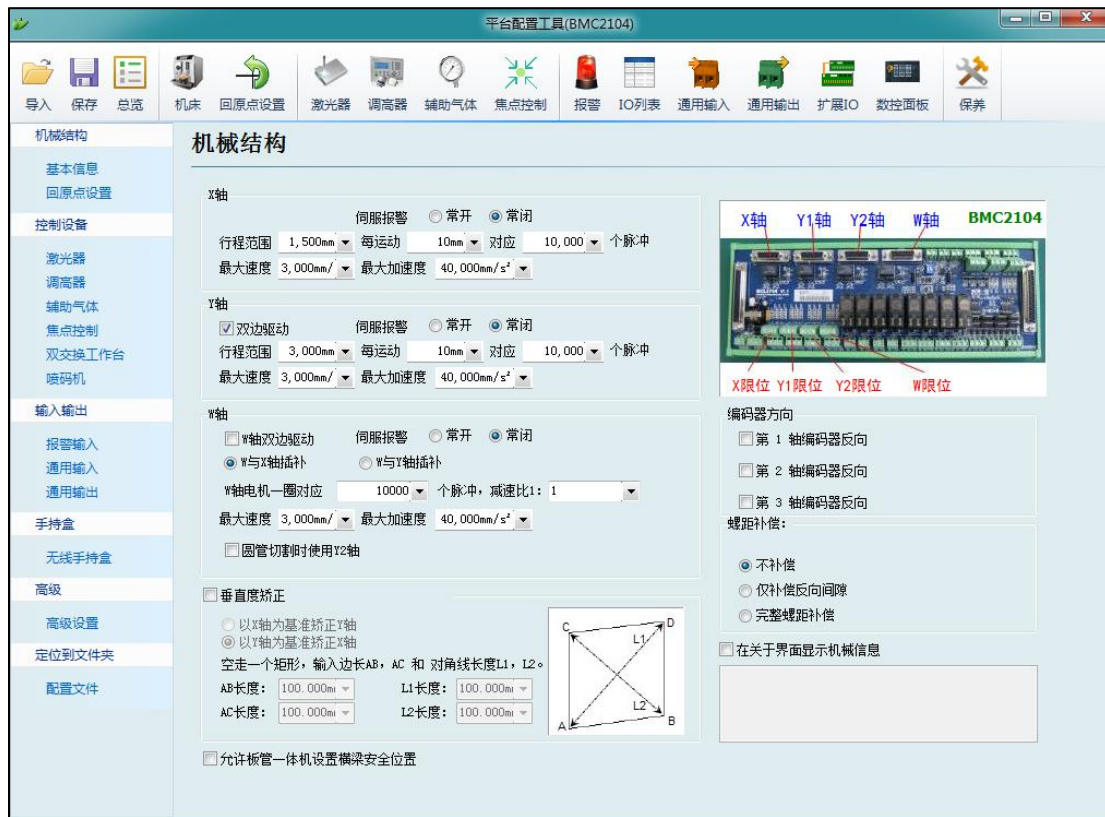 平台配置工具(BMC2104)
导入 保存 总览 机床 回原点设置 激光器 调高器 辅助气体 焦点控制 报警 IO列表 通用输入 通用输出 扩展IO 数控面板 保养
机械结构
基本信息
回原点设置
控制设备
激光器
调高器
辅助气体
焦点控制
双交换工作台
喷码机
输入输出
报警输入
通用输入
通用输出
手持盒
无线手持盒
高级
高级设置
定位到文件夹
配置文件
机械结构
X轴
伺服报警 常开 常闭
行程范围 1,500mm 每运动 10mm 对应 10,000 个脉冲
最大速度 3,000mm/ 最大加速度 40,000mm/s²
Y轴
双边驱动 伺服报警 常开 常闭
行程范围 3,000mm 每运动 10mm 对应 10,000 个脉冲
最大速度 3,000mm/ 最大加速度 40,000mm/s²
W轴
W轴双边驱动 伺服报警 常开 常闭
W与X轴插补 W与Y轴插补
W轴电机一圈对应 10000 个脉冲，减速比1: 1
最大速度 3,000mm/ 最大加速度 40,000mm/s²
圆管切割时使用Y2轴
垂直度矫正
以X轴为基准矫正Y轴
以Y轴为基准矫正X轴
空走一个矩形，输入边长AB，AC 和 对角线长度L1，L2。
AB长度: 100.000m L1长度: 100.000m
AC长度: 100.000m L2长度: 100.000m
C D
L1
L2
A B
允许板管一体机设置横梁安全位置
X轴 Y1轴 Y2轴 W轴 BMC2104
X限位 Y1限位 Y2限位 W限位
编码器方向
第 1 轴编码器反向
第 2 轴编码器反向
第 3 轴编码器反向
螺距补偿:
不补偿
仅补偿反向间隙
完整螺距补偿
在关于界面显示机械信息